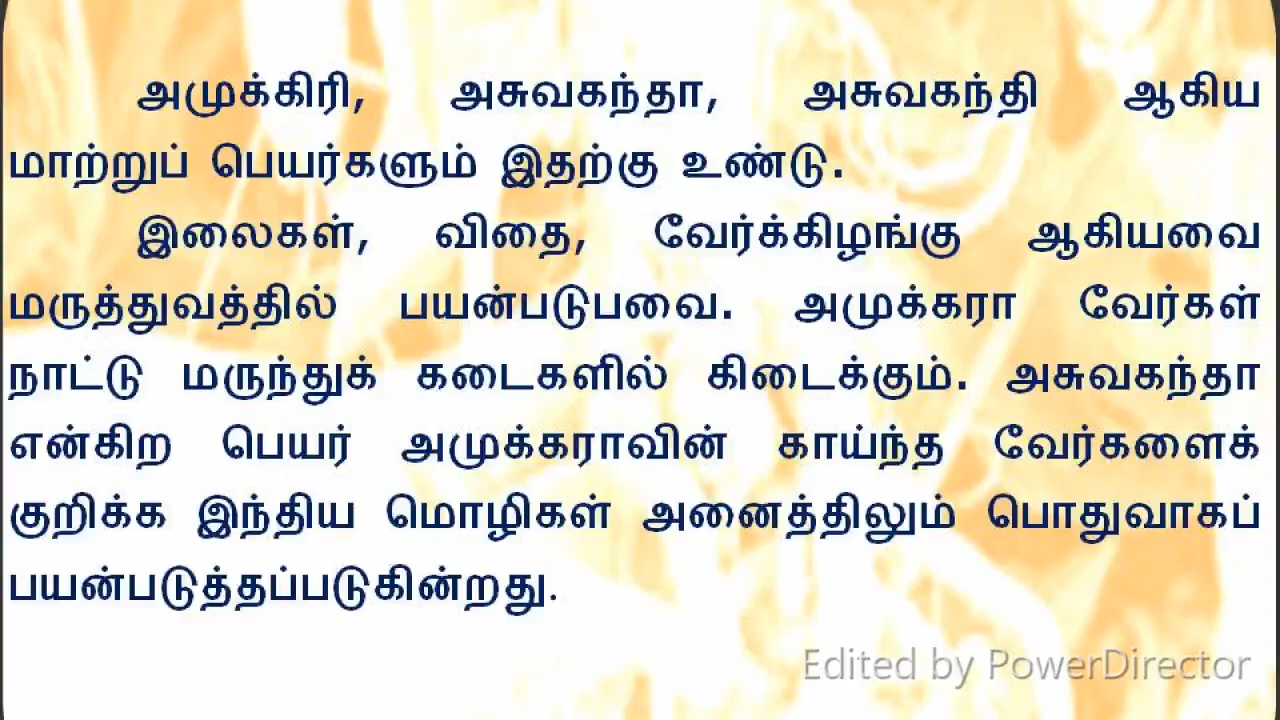 அமுக்கிரி, அசுவகந்தா, அசுவகந்தி ஆகிய
மாற்றுப் பெயர்களும் இதற்கு உண்டு.
இலைகள், விதை, வேர்க்கிழங்கு ஆகியவை
மருத்துவத்தில் பயன்படுபவை. அமுக்கரா வேர்கள்
நாட்டு மருந்துக் கடைகளில் கிடைக்கும். அசுவகந்தா
என்கிற பெயர் அமுக்கராவின் காய்ந்த வேர்களைக்
குறிக்க இந்திய மொழிகள் அனைத்திலும் பொதுவாகப்
பயன்படுத்தப்படுகின்றது.
Edited by PowerDirector